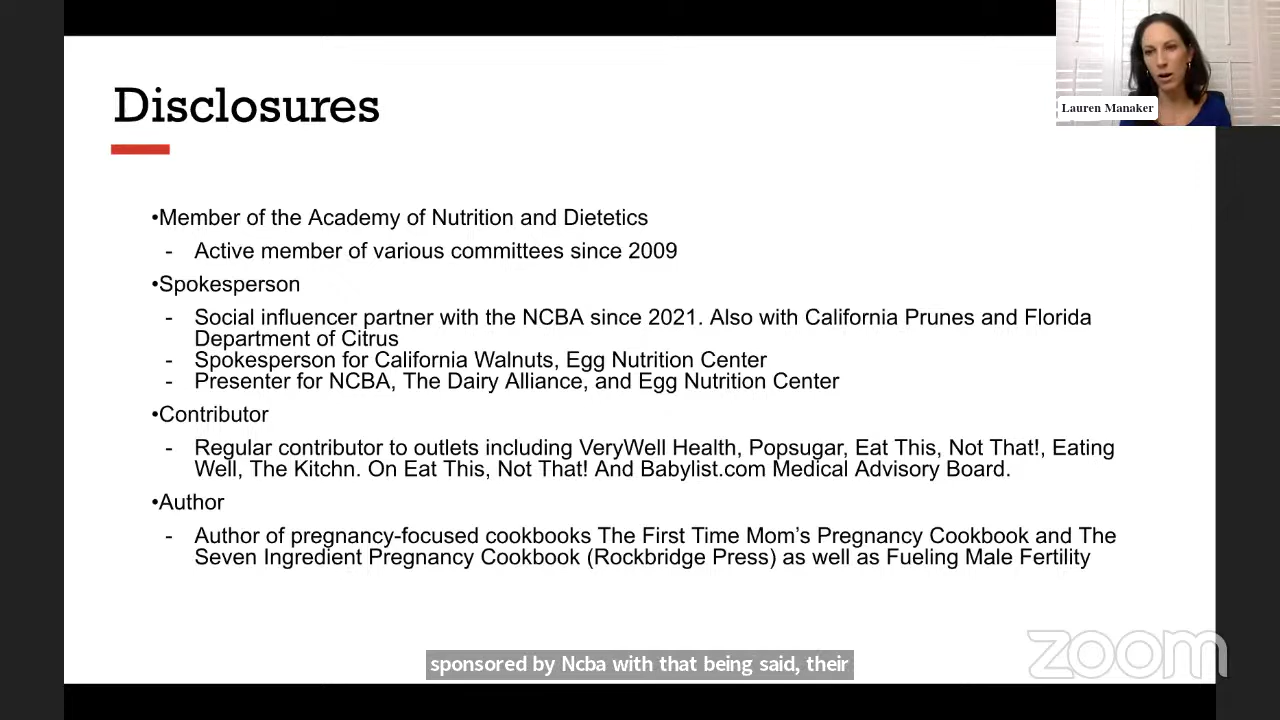 Disclosures
Lauren Manaker
•Member of the Academy of Nutrition and Dietetics
- Active member of various committees since 2009
•Spokesperson
- Social influencer partner with the NCBA since 2021. Also with California Prunes and Florida
Department of Citrus
- Spokesperson for California Walnuts, Egg Nutrition Center
- Presenter for NCBA, The Dairy Alliance, and Egg Nutrition Center
•Contributor
- Regular contributor to outlets including VeryWell Health, Popsugar, Eat This, Not That!, Eating
Well, The Kitchn. On Eat This, Not That! And Babylist.com Medical Advisory Board.
•Author
- Author of pregnancy-focused cookbooks The First Time Mom’s Pregnancy Cookbook and The
Seven Ingredient Pregnancy Cookbook (Rockbridge Press) as well as Fueling Male Fertility
sponsored by Ncba with that being said, their
zoom